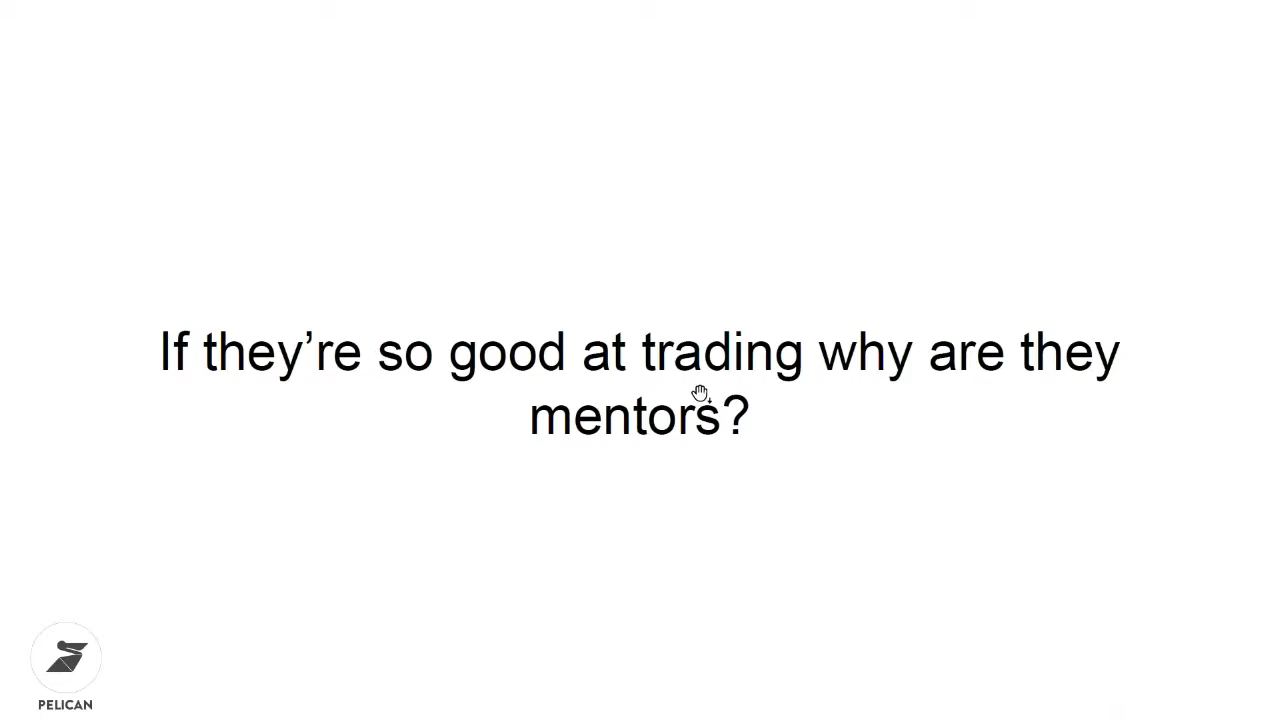 If they’re so good at trading why are they
mentors?
PELICAN